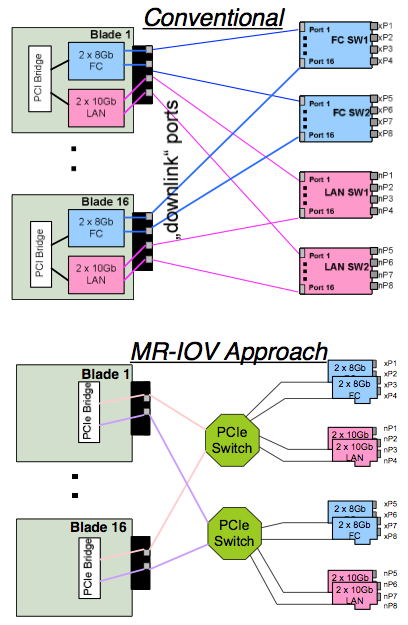 Conventional
Blade 1
PCI Bridge
2 x 8Gb
FC
2 x 10Gb
LAN
Blade 16
PCI Bridge
2 x 8Gb
FC
2 x 10Gb
LAN
„downlink“ ports
Port 1
FC SW1
Port 16
xP1
xP2
xP3
xP4
Port 1
FC SW2
Port 16
xP5
xP6
xP7
xP8
Port 1
LAN SW1
Port 16
nP1
nP2
nP3
nP4
Port 1
LAN SW2
Port 16
nP5
nP6
nP7
nP8
MR-IOV Approach
Blade 1
PCIe Bridge
Blade 16
PCIe Bridge
PCIe
Switch
PCIe
Switch
2 x 8Gb
2 x 8Gb
FC
xP1
xP2
xP3
xP4
2 x 10Gb
2 x 10Gb
LAN
nP1
nP2
nP3
nP4
2 x 8Gb
2 x 8Gb
FC
xP5
xP6
xP7
xP8
2 x 10Gb
2 x 10Gb
LAN
nP5
nP6
nP7
nP8